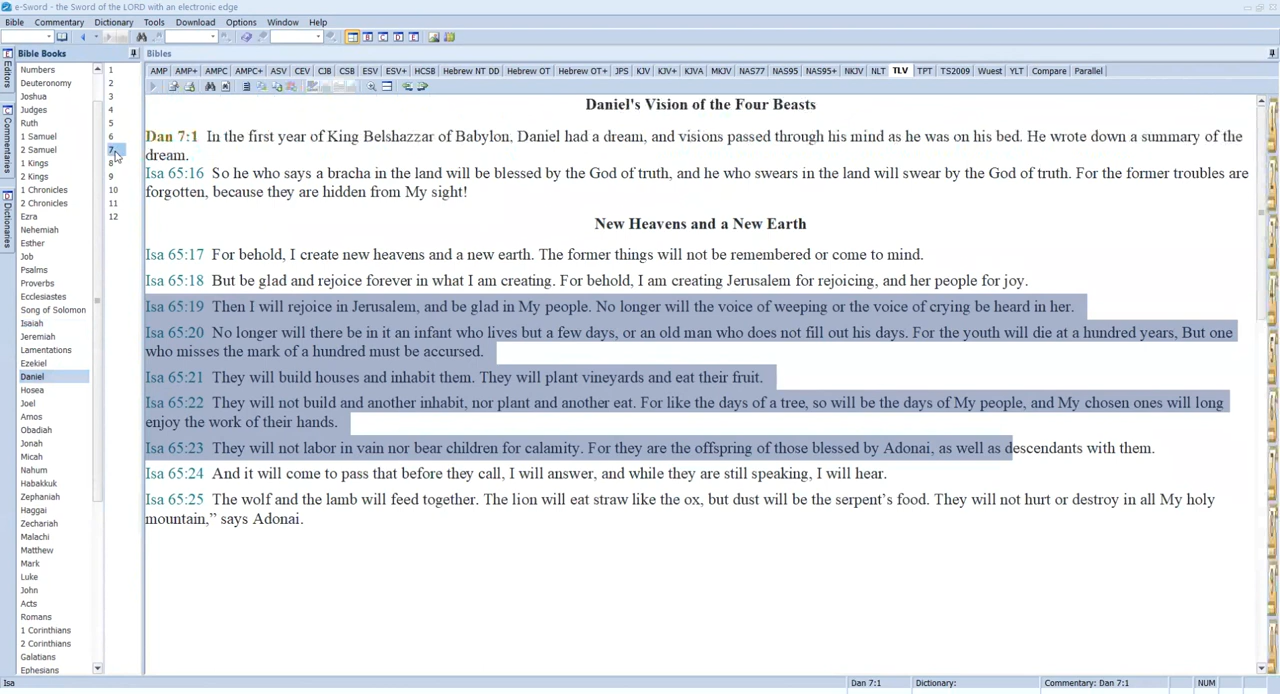 e-Sword - the Sword of the LORD with an electronic edge
Bible Commentary Dictionary Tools Download Options Window Help
Bible Books
Bibles
Editors
Commentaries
Dictionaries
Numbers
Deuteronomy
Joshua
Judges
Ruth
1 Samuel
2 Samuel
1 Kings
2 Kings
1 Chronicles
2 Chronicles
Ezra
Nehemiah
Esther
Job
Psalms
Proverbs
Ecclesiastes
Song of Solomon
Isaiah
Jeremiah
Lamentations
Ezekiel
Daniel
Hosea
Joel
Amos
Obadiah
Jonah
Micah
Nahum
Habakkuk
Zephaniah
Haggai
Zechariah
Malachi
Matthew
Mark
Luke
John
Acts
Romans
1 Corinthians
2 Corinthians
Galatians
Ephesians
1
2
3
4
5
6
7
8
9
10
11
12
AMP AMP+ AMPC AMPC+ ASV CEV CJB CSB ESV ESV+ HCSB Hebrew NT DD Hebrew OT Hebrew OT+ JPS KJV KJV+ KJVA MKJV NAS77 NAS95 NAS95+ NKJV NLT TLV TPT TS2009 Wuest YLT Compare Parallel
Daniel's Vision of the Four Beasts
Dan 7:1 In the first year of King Belshazzar of Babylon, Daniel had a dream, and visions passed through his mind as he was on his bed. He wrote down a summary of the
dream.
Isa 65:16 So he who says a bracha in the land will be blessed by the God of truth, and he who swears in the land will swear by the God of truth. For the former troubles are
forgotten, because they are hidden from My sight!
New Heavens and a New Earth
Isa 65:17 For behold, I create new heavens and a new earth. The former things will not be remembered or come to mind.
Isa 65:18 But be glad and rejoice forever in what I am creating. For behold, I am creating Jerusalem for rejoicing, and her people for joy.
Isa 65:19 Then I will rejoice in Jerusalem, and be glad in My people. No longer will the voice of weeping or the voice of crying be heard in her.
Isa 65:20 No longer will there be in it an infant who lives but a few days, or an old man who does not fill out his days. For the youth will die at a hundred years, But one
who misses the mark of a hundred must be accursed.
Isa 65:21 They will build houses and inhabit them. They will plant vineyards and eat their fruit.
Isa 65:22 They will not build and another inhabit, nor plant and another eat. For like the days of a tree, so will be the days of My people, and My chosen ones will long
enjoy the work of their hands.
Isa 65:23 They will not labor in vain nor bear children for calamity. For they are the offspring of those blessed by Adonai, as well as descendants with them.
Isa 65:24 And it will come to pass that before they call, I will answer, and while they are still speaking, I will hear.
Isa 65:25 The wolf and the lamb will feed together. The lion will eat straw like the ox, but dust will be the serpent’s food. They will not hurt or destroy in all My holy
mountain,” says Adonai.
Isa
Dan 7:1
Dictionary:
Commentary: Dan 7:1
NUM